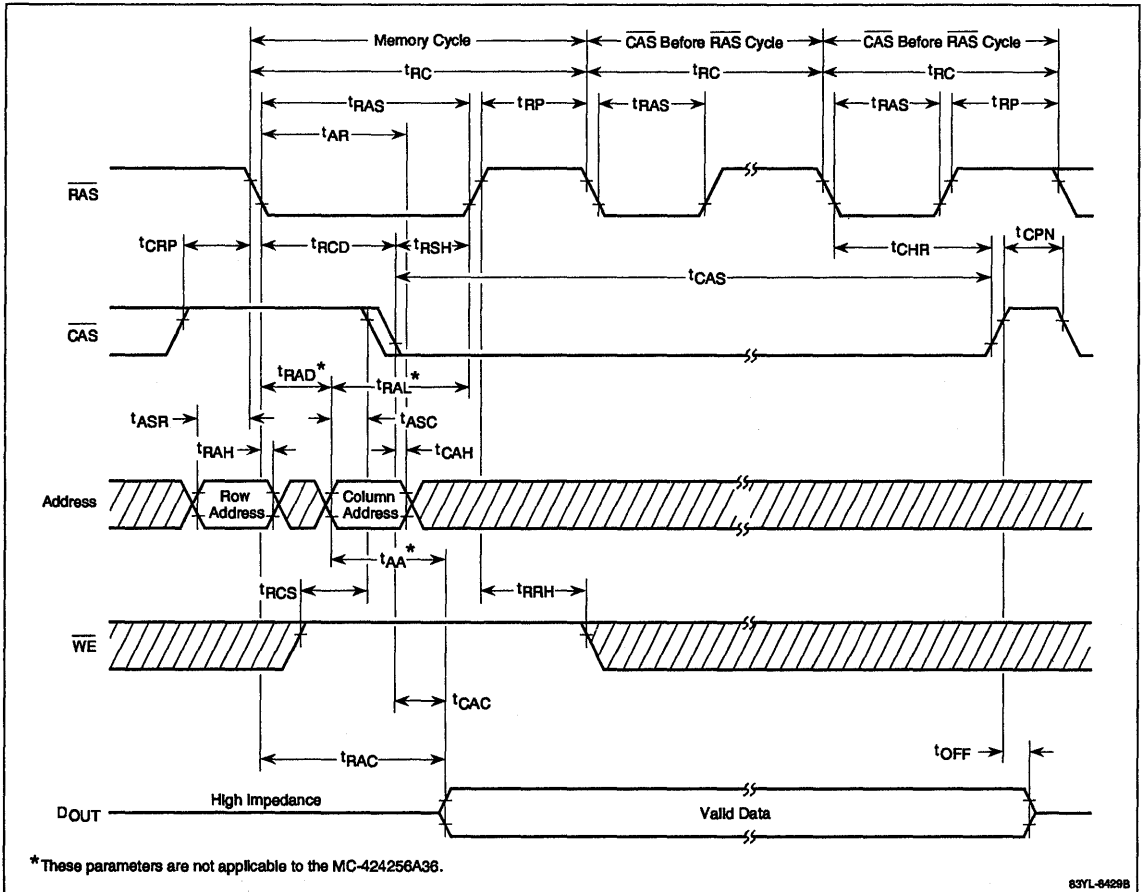 Memory Cycle CAS Before RAS Cycle CAS Before RAS Cycle
tRC tRC tRC
tRAS tRP tRAS tRAS tRP
tAR
RAS
tCRP tRCD tRSH tCHR tCPN
tCAS
CAS
tRAD* tRAL*
tASR tASC
tRAH tCAH
Address Row Address Column Address
tAA*
tRCS tRRH
WE
tCAC
tRAC tOFF
DOUT High Impedance Valid Data
*These parameters are not applicable to the MC-424256A36.
83YL-6429B